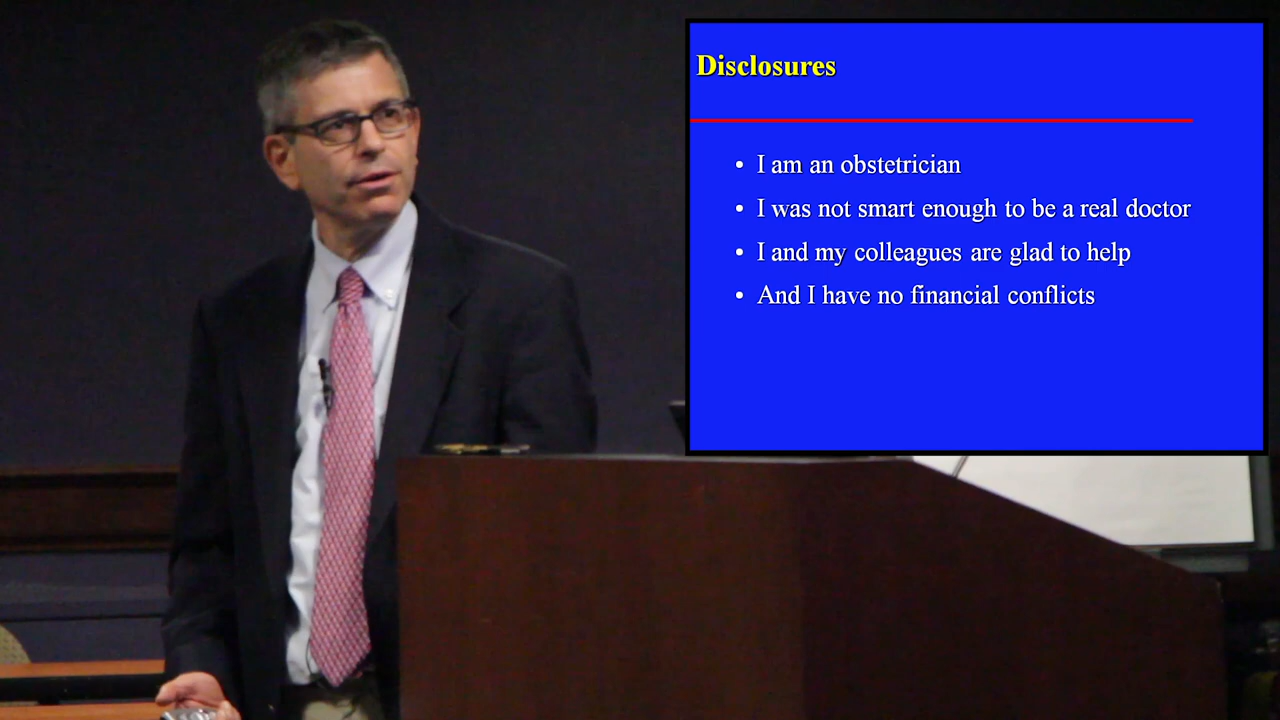 Disclosures
• I am an obstetrician
• I was not smart enough to be a real doctor
• I and my colleagues are glad to help
• And I have no financial conflicts